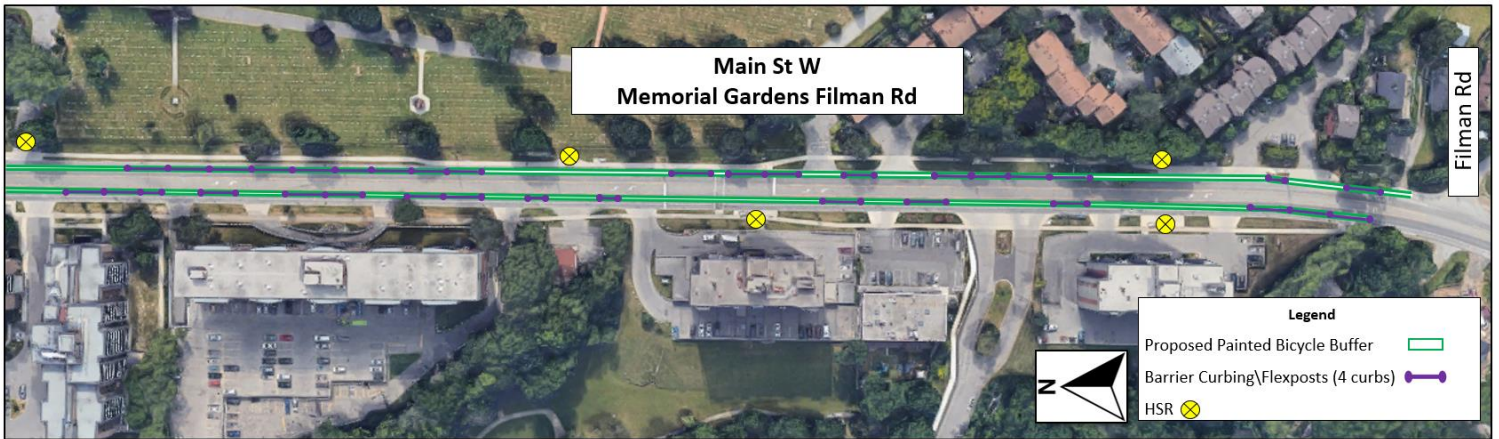 Main St W
Memorial Gardens Filman Rd
Filman Rd
Legend
Proposed Painted Bicycle Buffer
Barrier Curbing\Flexposts (4 curbs)
HSR
N